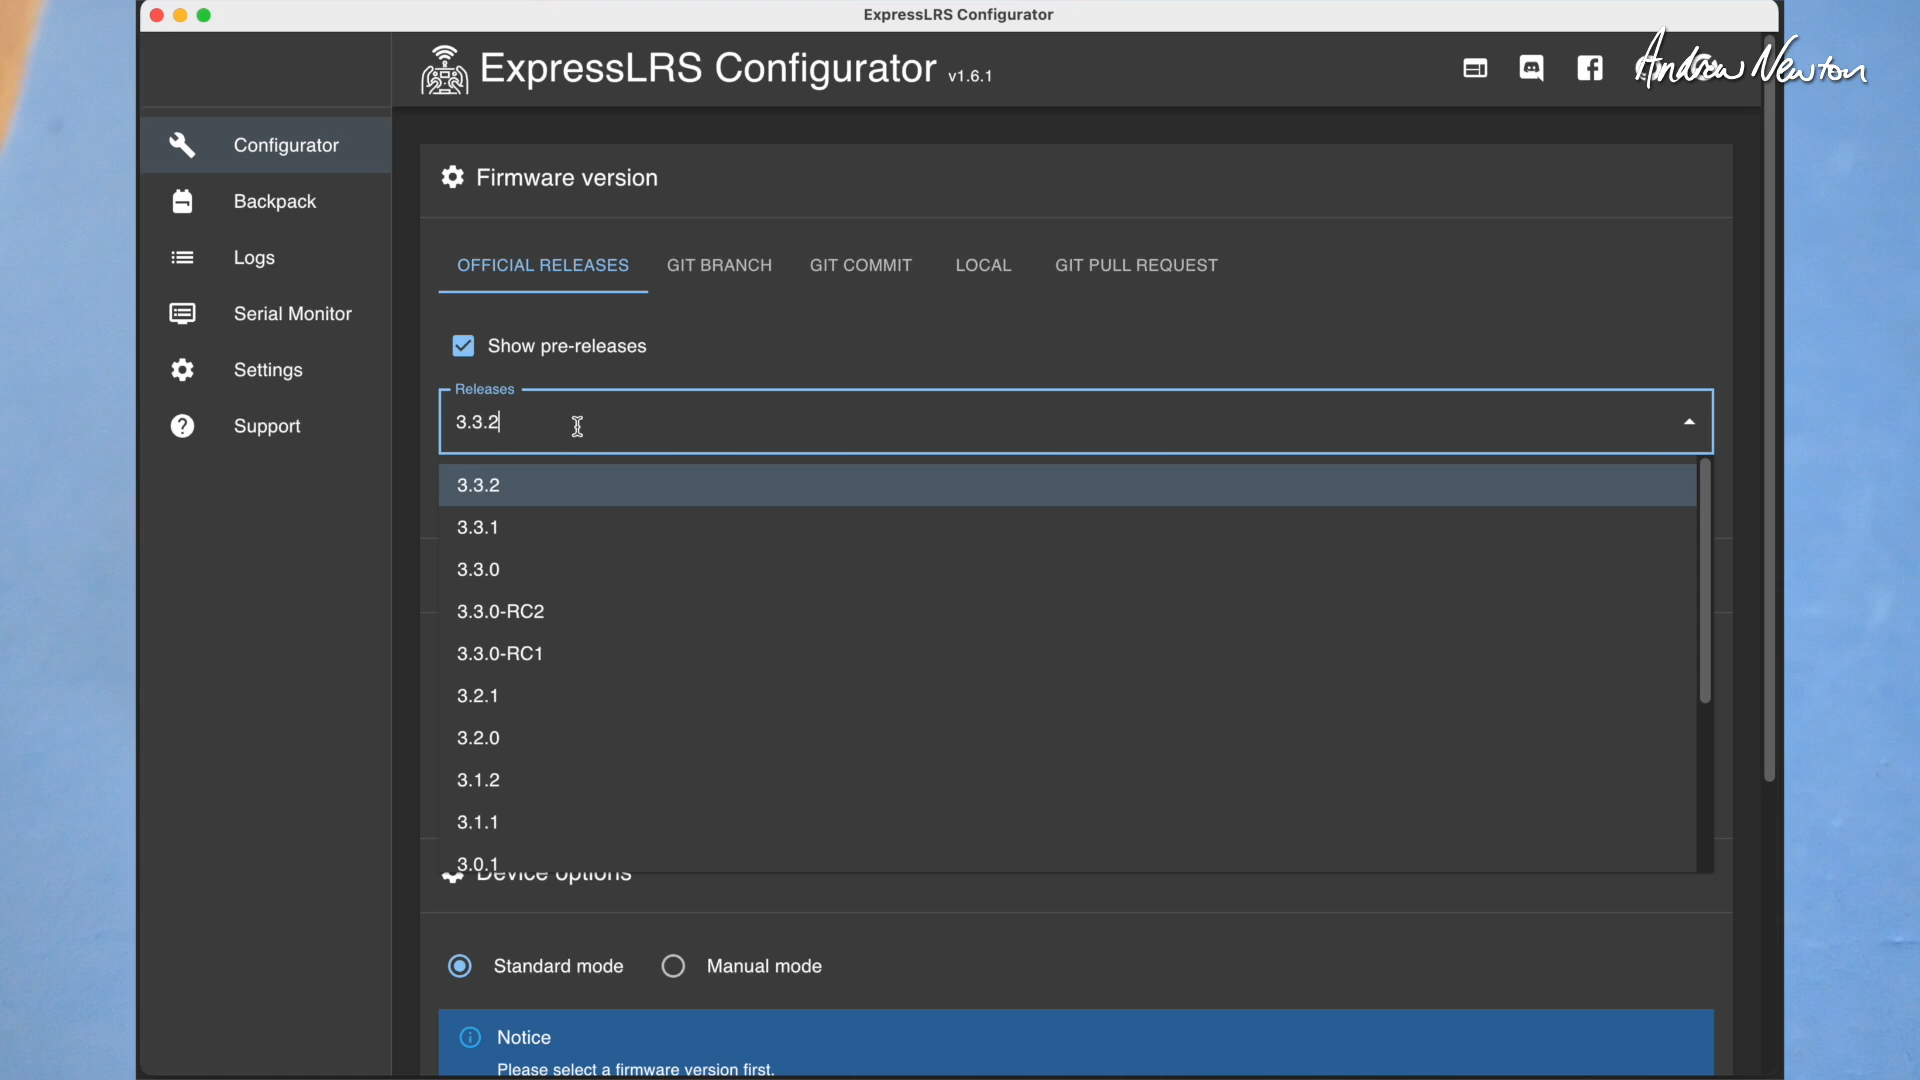 ExpressLRS Configurator
ExpressLRS Configurator v1.6.1
Andrew Newton
Configurator
Backpack
Logs
Serial Monitor
Settings
Support
Firmware version
OFFICIAL RELEASES
GIT BRANCH
GIT COMMIT
LOCAL
GIT PULL REQUEST
Show pre-releases
Releases
3.3.2
3.3.2
3.3.1
3.3.0
3.3.0-RC2
3.3.0-RC1
3.2.1
3.2.0
3.1.2
3.1.1
3.0.1
Device options
Standard mode
Manual mode
Notice
Please select a firmware version first.